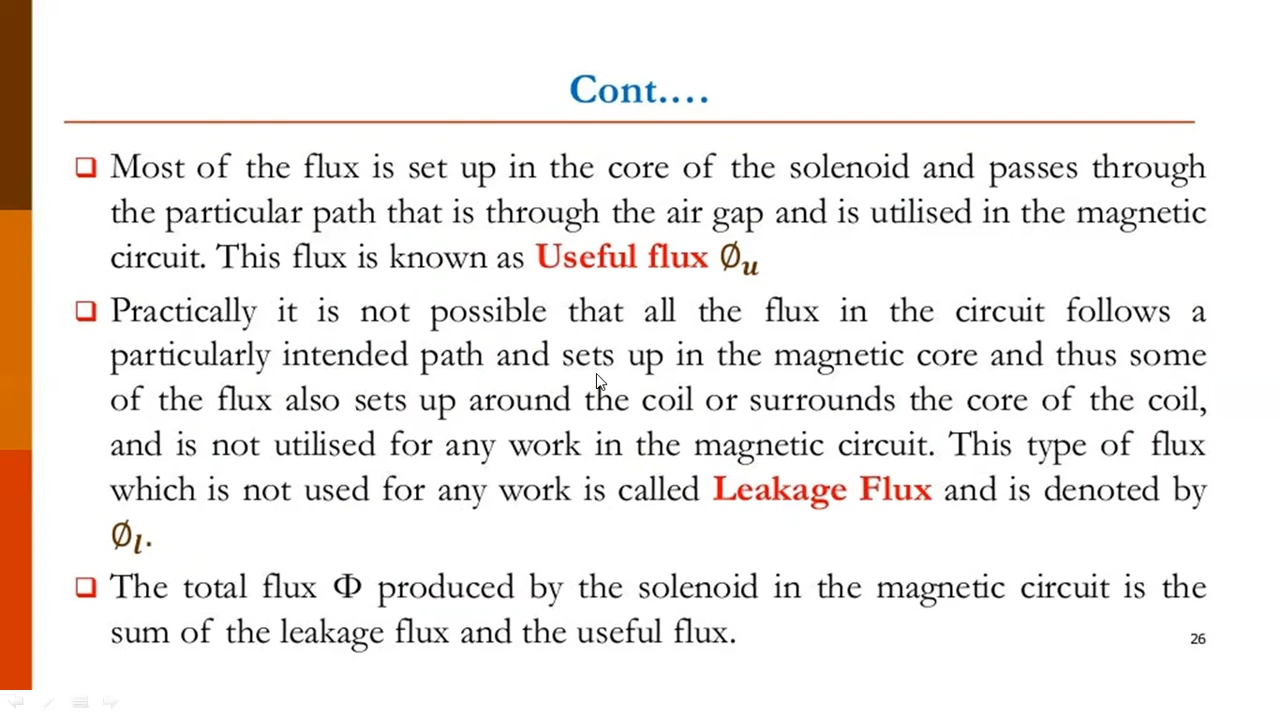 Cont.…
❑ Most of the flux is set up in the core of the solenoid and passes through
the particular path that is through the air gap and is utilised in the magnetic
circuit. This flux is known as Useful flux ∅u
❑ Practically it is not possible that all the flux in the circuit follows a
particularly intended path and sets up in the magnetic core and thus some
of the flux also sets up around the coil or surrounds the core of the coil,
and is not utilised for any work in the magnetic circuit. This type of flux
which is not used for any work is called Leakage Flux and is denoted by
∅l.
❑ The total flux Φ produced by the solenoid in the magnetic circuit is the
sum of the leakage flux and the useful flux.
26